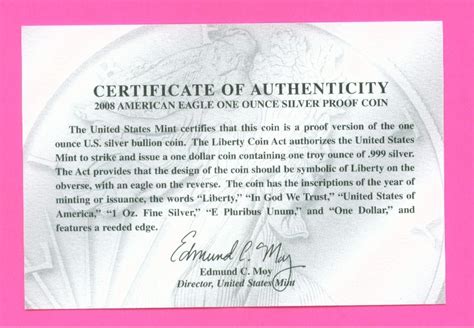 CERTIFICATE OF AUTHENTICITY
2008 AMERICAN EAGLE ONE OUNCE SILVER PROOF COIN
The United States Mint certifies that this coin is a proof version of the one
ounce U.S. silver bullion coin. The Liberty Coin Act authorizes the United States
Mint to strike and issue a one dollar coin containing one troy ounce of .999 silver.
The Act provides that the design of the coin should be symbolic of Liberty on the
obverse, with an eagle on the reverse. The coin has the inscriptions of the year of
minting or issuance, the words “Liberty,” “In God We Trust,” “United States of
America,” “1 Oz. Fine Silver,” “E Pluribus Unum,” and “One Dollar,” and
features a reeded edge.
Edmund C. Moy
Edmund C. Moy
Director, United States Mint